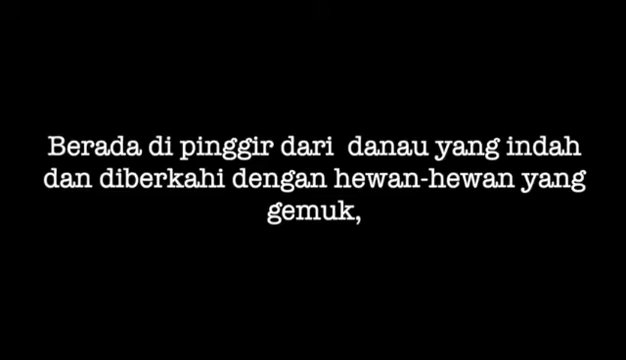 Berada di pinggir dari  danau yang indah
dan diberkahi dengan hewan-hewan yang
gemuk,